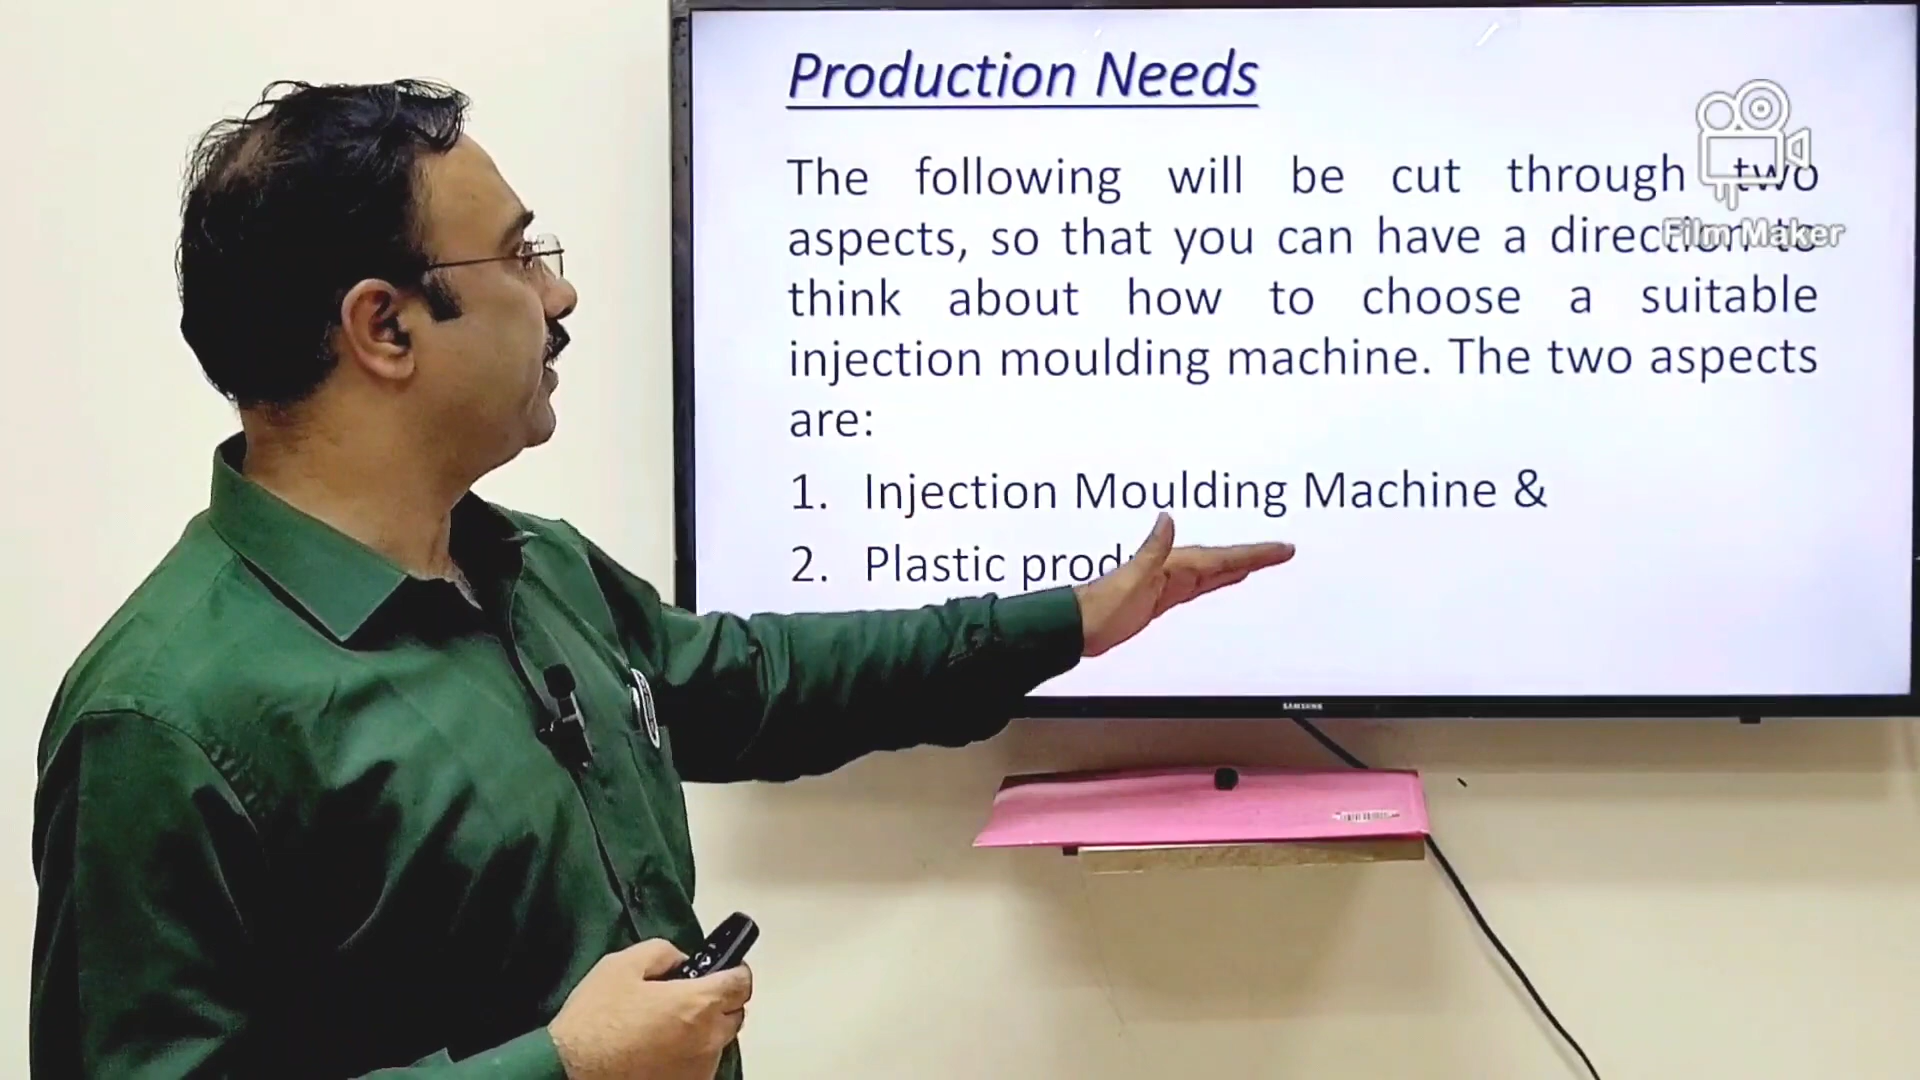 Production Needs
The following will be cut through two
aspects, so that you can have a direction to
think about how to choose a suitable
injection moulding machine. The two aspects
are:
1. Injection Moulding Machine &
2. Plastic
Film Maker
SAMSUNG